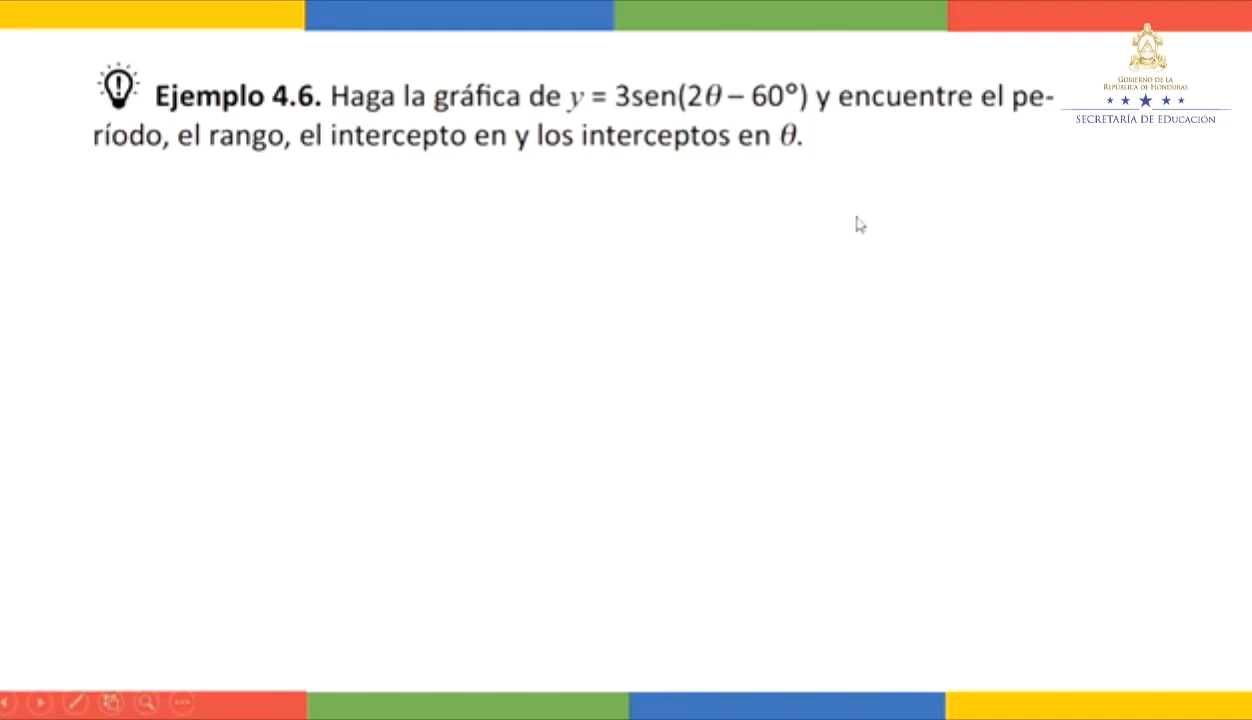 Ejemplo 4.6. Haga la gráfica de y = 3sen(2θ – 60°) y encuentre el pe-
ríodo, el rango, el intercepto en y los interceptos en θ.
GOBIERNO DE LA
REPÚBLICA DE HONDURAS
SECRETARÍA DE EDUCACIÓN